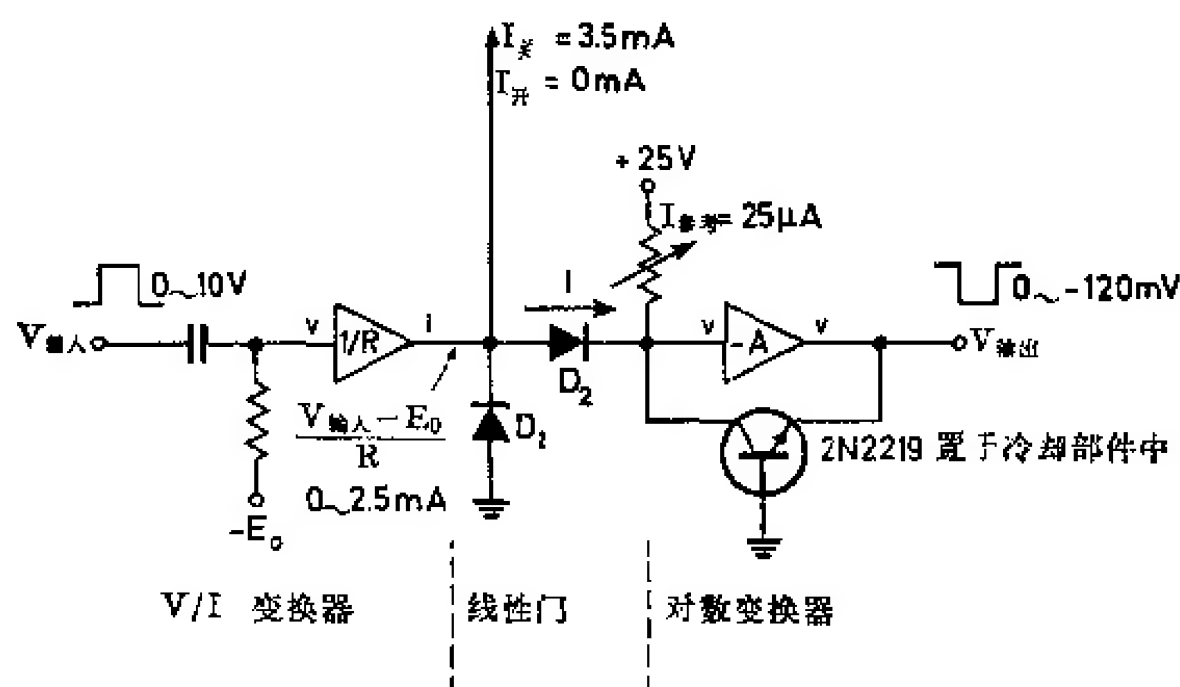 I关 = 3.5mA
I开 = 0mA
+25V
I参考= 25μA
0~10V
I
0~-120mV
V输入
v
1/R
i
v
-A
v
V输出
D2
V输入-E0
R
D1
2N2219 置于冷却部件中
0~2.5mA
-E0
V/I 变换器
线性门
对数变换器